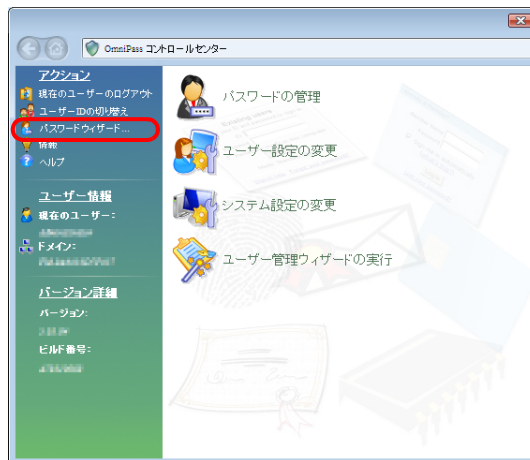 OmniPass コントロールセンター
アクション
現在のユーザーのログアウト
ユーザーIDの切り替え
パスワードウィザード...
情報
ヘルプ
ユーザー情報
現在のユーザー:
ドメイン:
バージョン詳細
バージョン:
ビルド番号:
パスワードの管理
ユーザー設定の変更
システム設定の変更
ユーザー管理ウィザードの実行